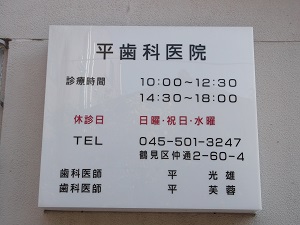 平歯科医院
診療時間 10:00~12:30
14:30~18:00
休診日 日曜·祝日·水曜
TEL 045-501-3247
鶴見区仲通2-60-4
歯科医師 平 光雄
歯科医師 平 芙蓉